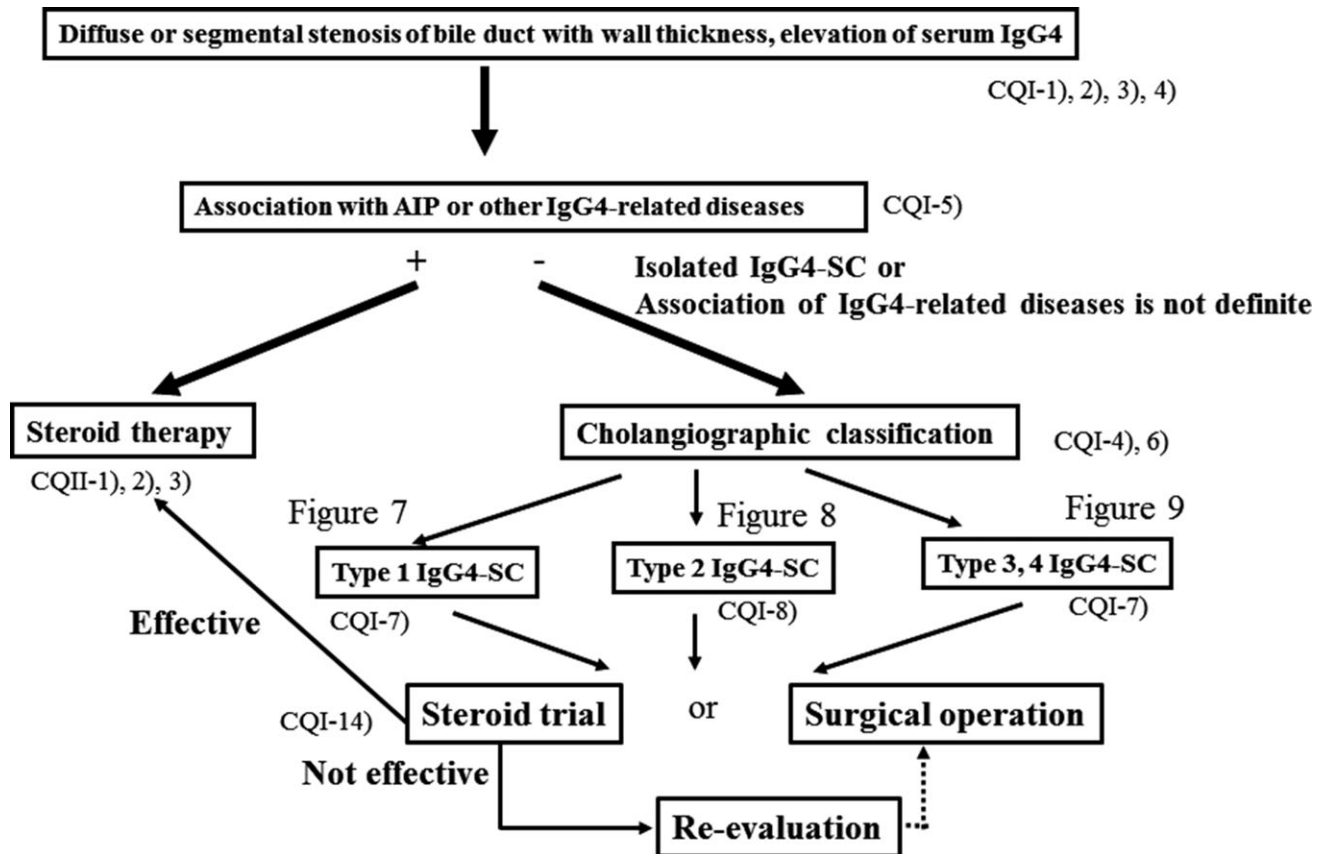 Diffuse or segmental stenosis of bile duct with wall thickness, elevation of serum IgG4
CQI-1), 2), 3), 4)
Association with AIP or other IgG4-related diseases
CQI-5)
+
-
Isolated IgG4-SC or
Association of IgG4-related diseases is not definite
Steroid therapy
CQII-1), 2), 3)
Cholangiographic classification
CQI-4), 6)
Figure 7
Figure 8
Figure 9
Type 1 IgG4-SC
Type 2 IgG4-SC
Type 3, 4 IgG4-SC
CQI-7)
CQI-8)
CQI-7)
Effective
CQI-14)
Steroid trial
or
Surgical operation
Not effective
Re-evaluation